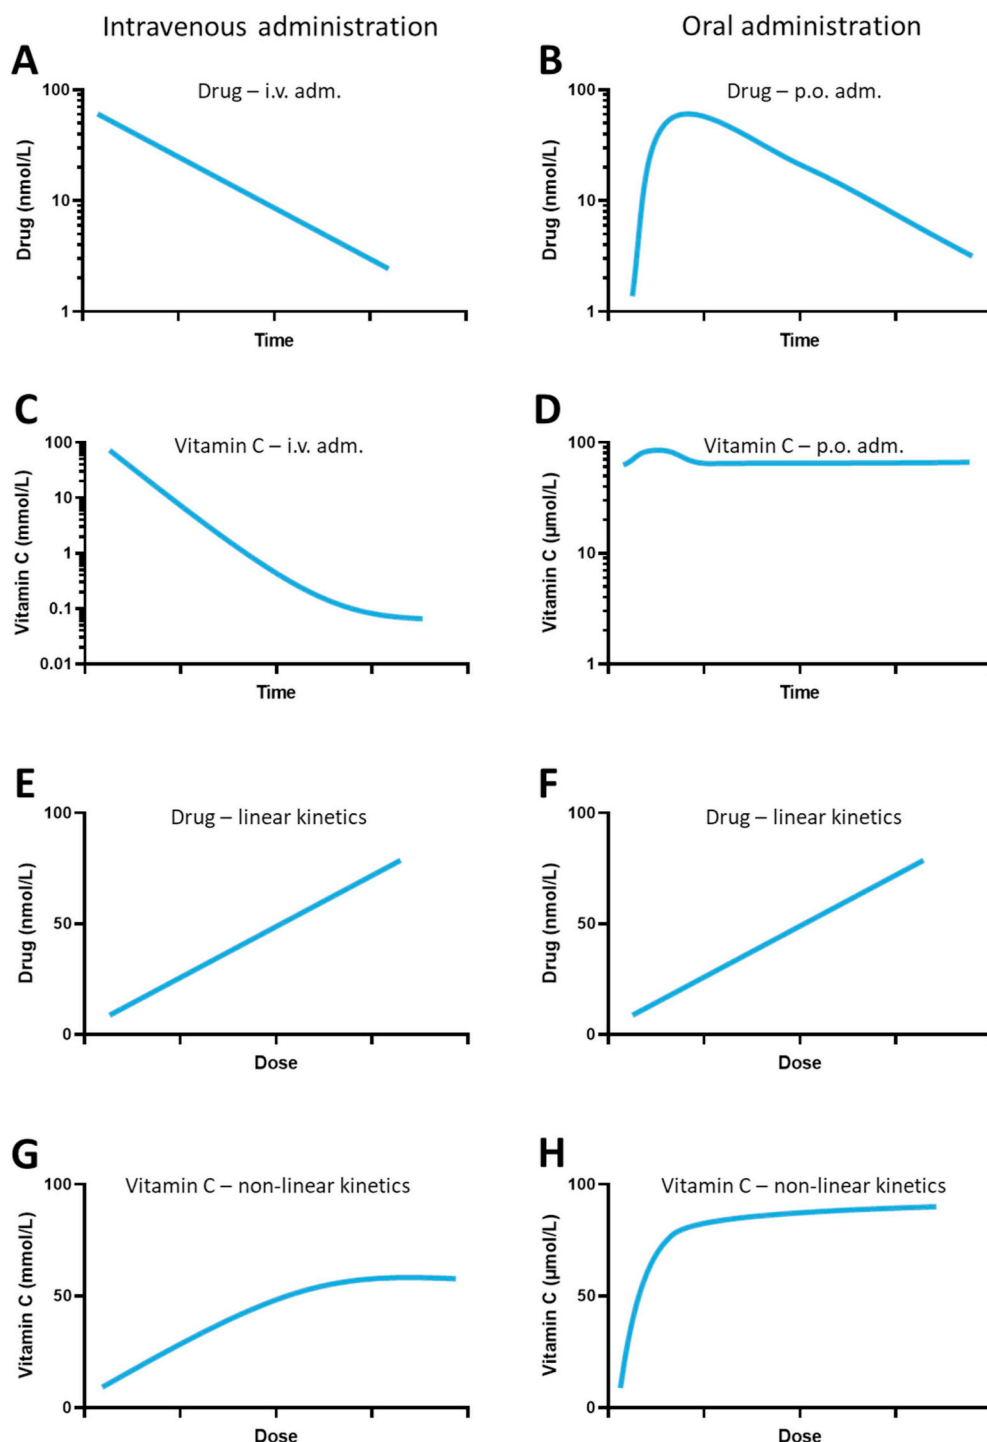 Intravenous administration
Oral administration
A
Drug – i.v. adm.
Drug (nmol/L)
100
10
1
Time
B
Drug – p.o. adm.
Drug (nmol/L)
100
10
1
Time
C
Vitamin C – i.v. adm.
Vitamin C (mmol/L)
100
10
1
0.1
0.01
Time
D
Vitamin C – p.o. adm.
Vitamin C (μmol/L)
100
10
1
Time
E
Drug – linear kinetics
Drug (nmol/L)
100
50
0
Dose
F
Drug – linear kinetics
Drug (nmol/L)
100
50
0
Dose
G
Vitamin C – non-linear kinetics
Vitamin C (mmol/L)
100
50
0
Dose
H
Vitamin C – non-linear kinetics
Vitamin C (μmol/L)
100
50
0
Dose